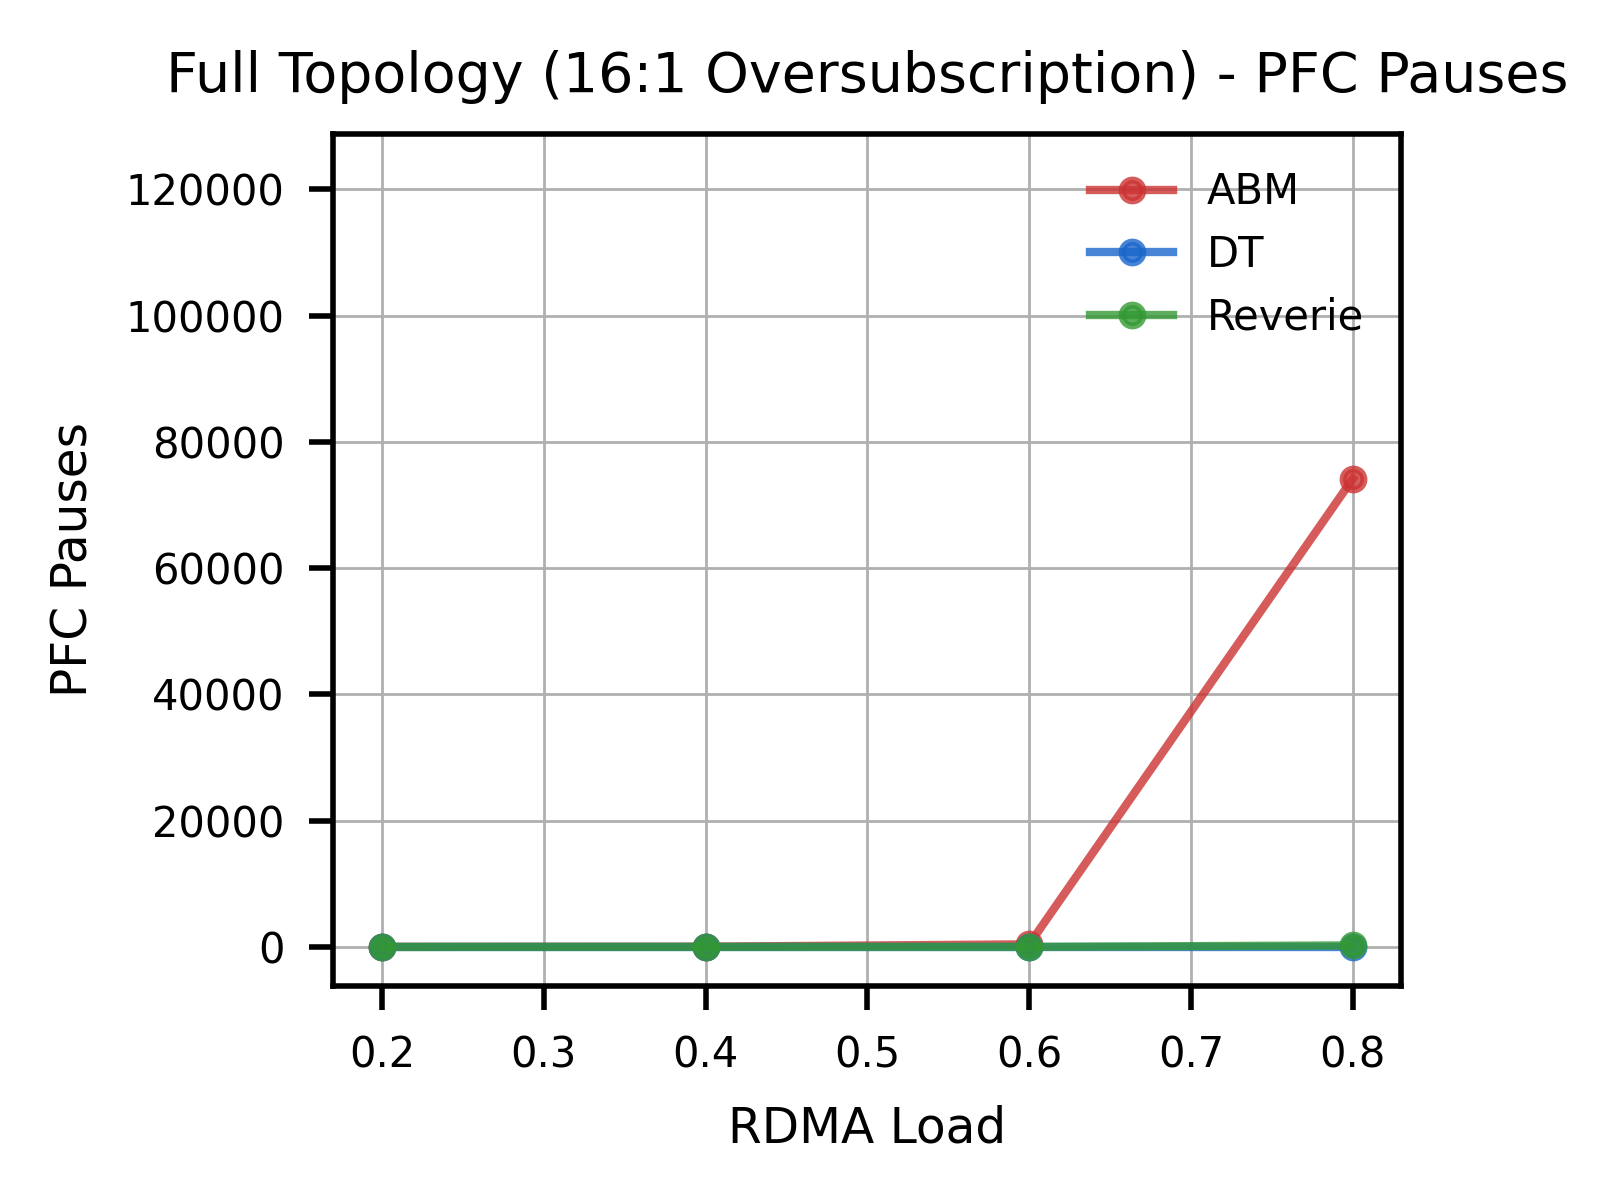 Full Topology (16:1 Oversubscription) - PFC Pauses
120000
100000
80000
60000
40000
20000
0
PFC Pauses
ABM
DT
Reverie
0.2 0.3 0.4 0.5 0.6 0.7 0.8
RDMA Load